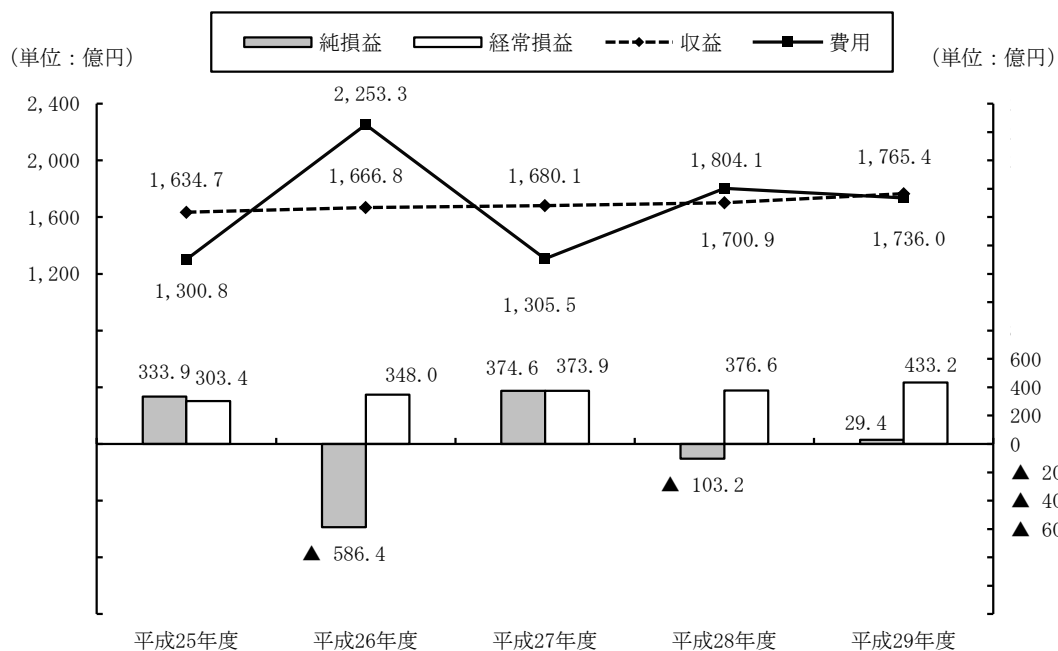 純損益 経常損益 収益 費用
(単位：億円) (単位：億円)
2,253.3
2,400
2,000
1,600
1,200
1,634.7 1,666.8 1,680.1 1,804.1 1,765.4
1,300.8 1,305.5 1,700.9 1,736.0
333.9 303.4 348.0 374.6 373.9 376.6 29.4 433.2
▲ 586.4 ▲ 103.2
600
400
200
0
▲ 20
▲ 40
▲ 60
平成25年度 平成26年度 平成27年度 平成28年度 平成29年度